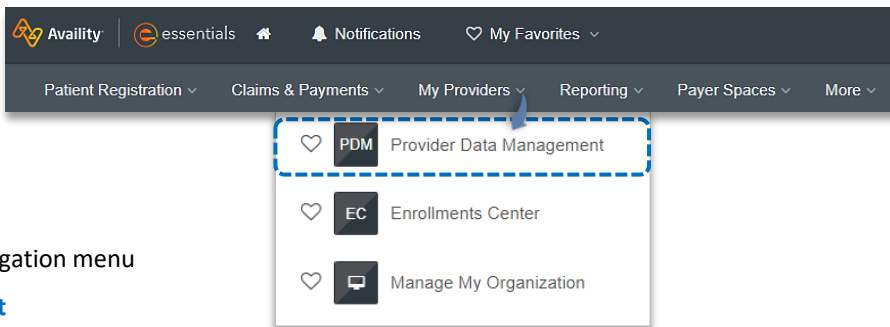 Availity essentials Notifications My Favorites
Patient Registration Claims & Payments My Providers Reporting Payer Spaces More
PDM Provider Data Management
EC Enrollments Center
gation menu
Manage My Organization
t